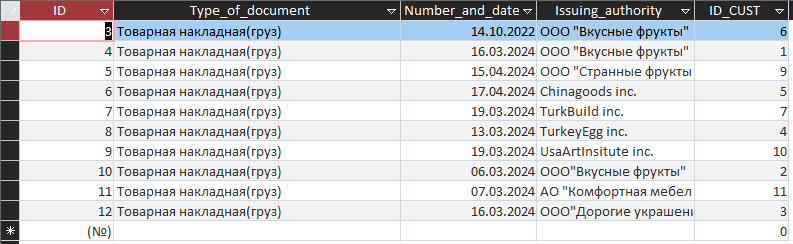 ID Type_of_document Number_and_date Issuing_authority ID_CUST
3 Товарная накладная(груз) 14.10.2022 ООО "Вкусные фрукты" 6
4 Товарная накладная(груз) 16.03.2024 ООО "Вкусные фрукты" 1
5 Товарная накладная(груз) 15.04.2024 ООО "Странные фрукты 9
6 Товарная накладная(груз) 17.04.2024 Chinagoods inc. 5
7 Товарная накладная(груз) 19.03.2024 TurkBuild inc. 7
8 Товарная накладная(груз) 13.03.2024 TurkeyEgg inc. 4
9 Товарная накладная(груз) 19.03.2024 UsaArtInsitute inc. 10
10 Товарная накладная(груз) 06.03.2024 ООО"Вкусные фрукты" 2
11 Товарная накладная(груз) 07.03.2024 АО "Комфортная мебел 11
12 Товарная накладная(груз) 16.03.2024 ООО"Дорогие украшени 3
(№) 0